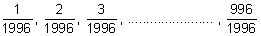 1/1996 , 2/1996 , 3/1996 , ........................ , 996/1996